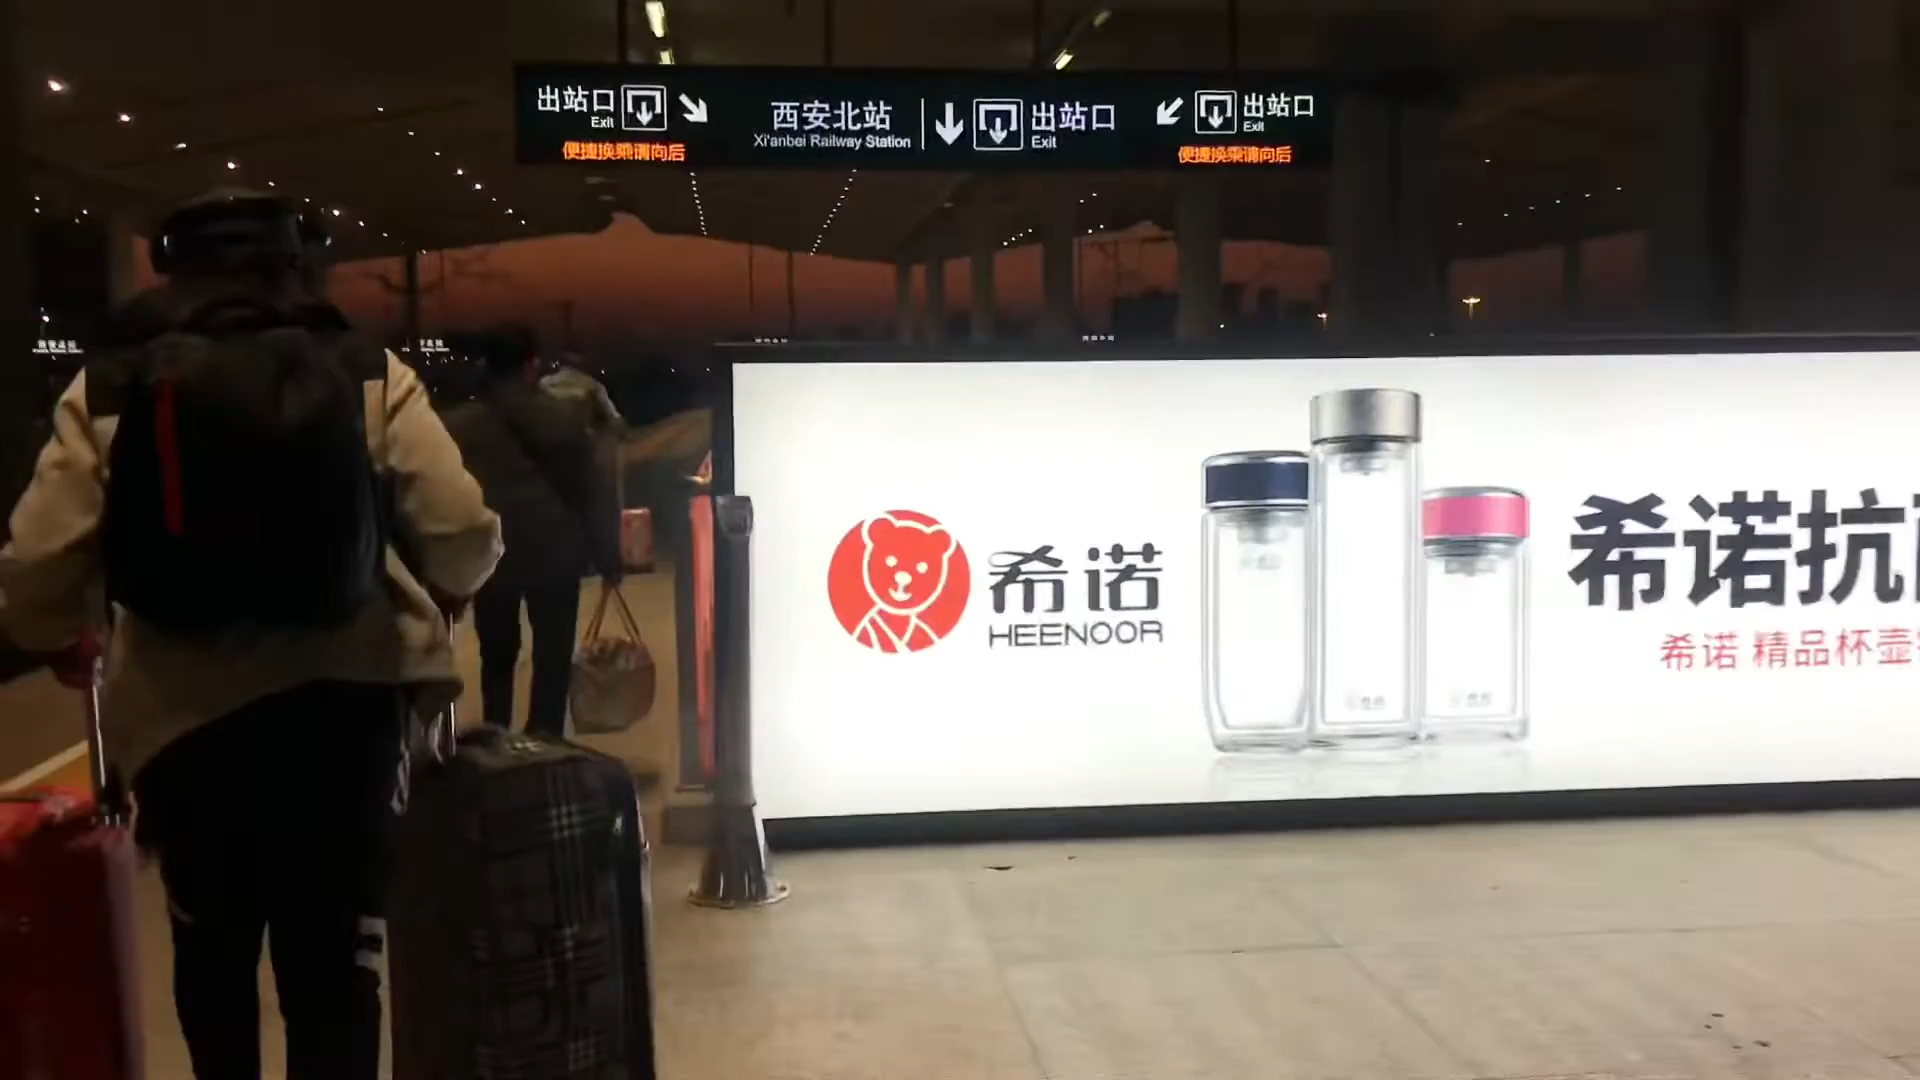 出站口
Exit
便捷换乘请向后
西安北站
Xi'anbei Railway Station
出站口
Exit
出站口
Exit
便捷换乘请向后
希诺
HEENOOR
希诺抗
希诺 精品杯壶